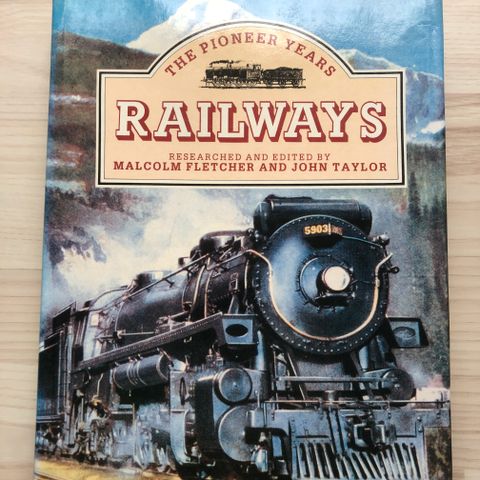 THE PIONEER YEARS
RAILWAYS
RESEARCHED AND EDITED BY
MALCOLM FLETCHER AND JOHN TAYLOR
5903